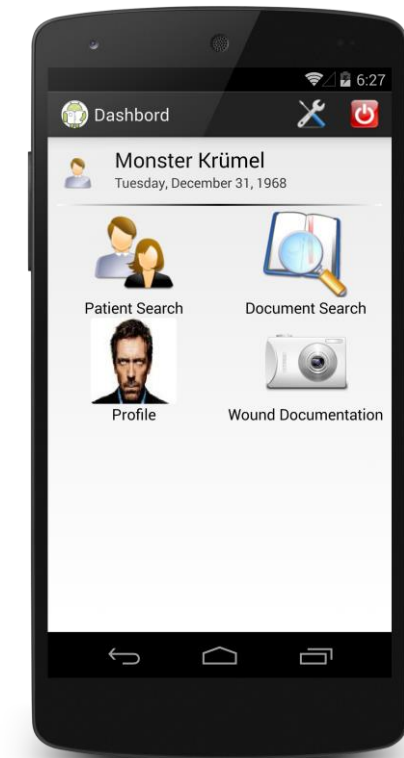 6:27
Dashbord
Monster Krümel
Tuesday, December 31, 1968
Patient Search
Document Search
Profile
Wound Documentation